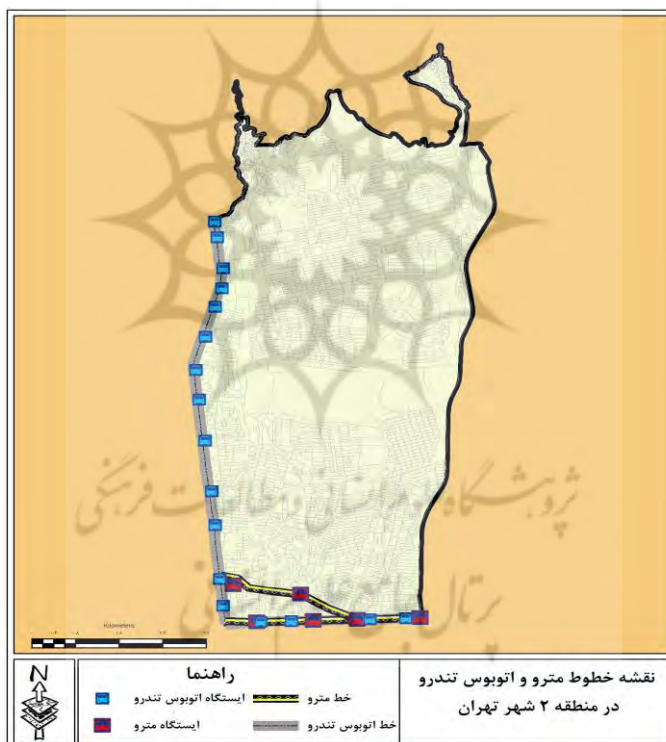 پژوهشگاه علوم انسانی و مطالعات فرهنگی
پرتال جامع علوم انسانی
Kilometers
N
راهنما
خط مترو
ایستگاه اتوبوس تندرو
خط اتوبوس تندرو
ایستگاه مترو
نقشه خطوط مترو و اتوبوس تندرو
در منطقه ۲ شهر تهران